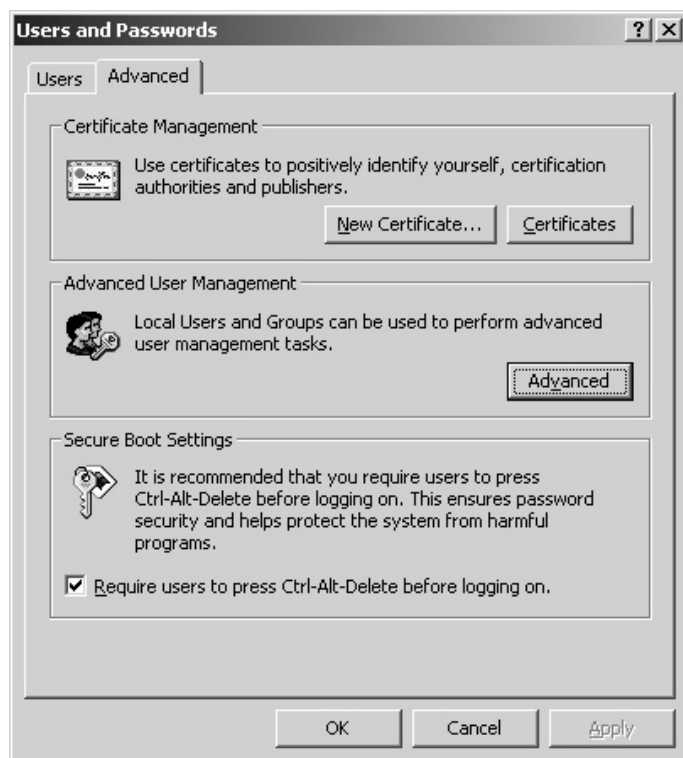 Users and Passwords
Users
Advanced
Certificate Management
Use certificates to positively identify yourself, certification
authorities and publishers.
New Certificate...
Certificates
Advanced User Management
Local Users and Groups can be used to perform advanced
user management tasks.
Advanced
Secure Boot Settings
It is recommended that you require users to press
Ctrl-Alt-Delete before logging on. This ensures password
security and helps protect the system from harmful
programs.
Require users to press Ctrl-Alt-Delete before logging on.
OK
Cancel
Apply